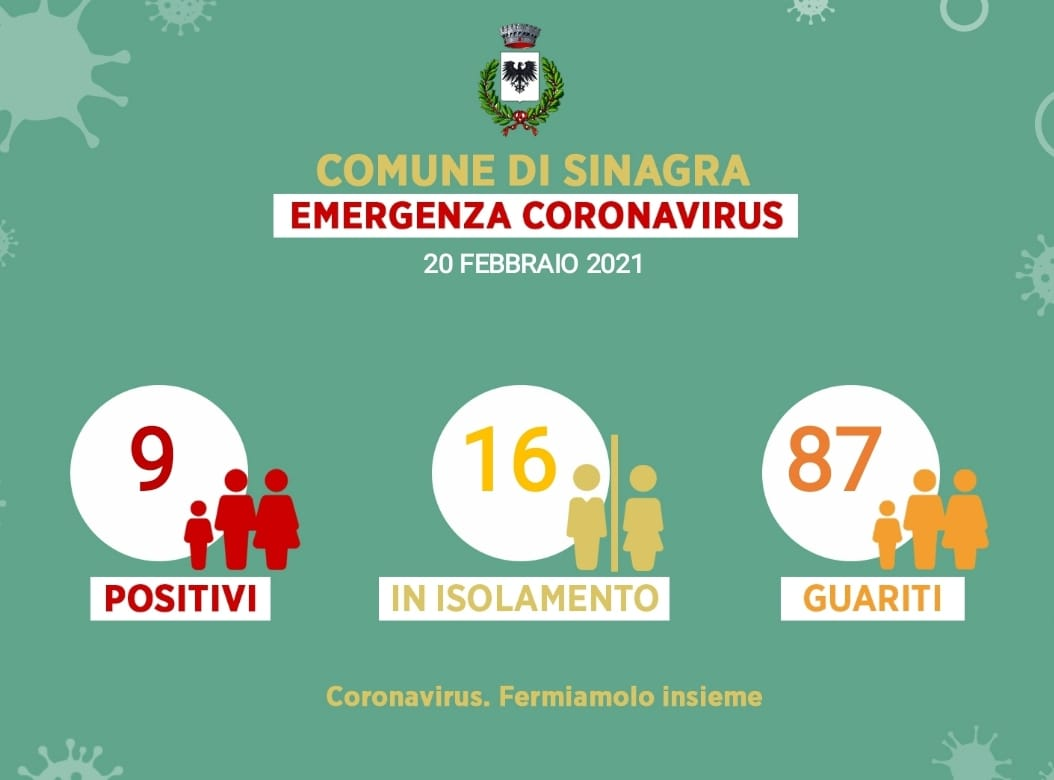 COMUNE DI SINAGRA
EMERGENZA CORONAVIRUS
20 FEBBRAIO 2021
9
16
87
POSITIVI
IN ISOLAMENTO
GUARITI
Coronavirus. Fermiamolo insieme